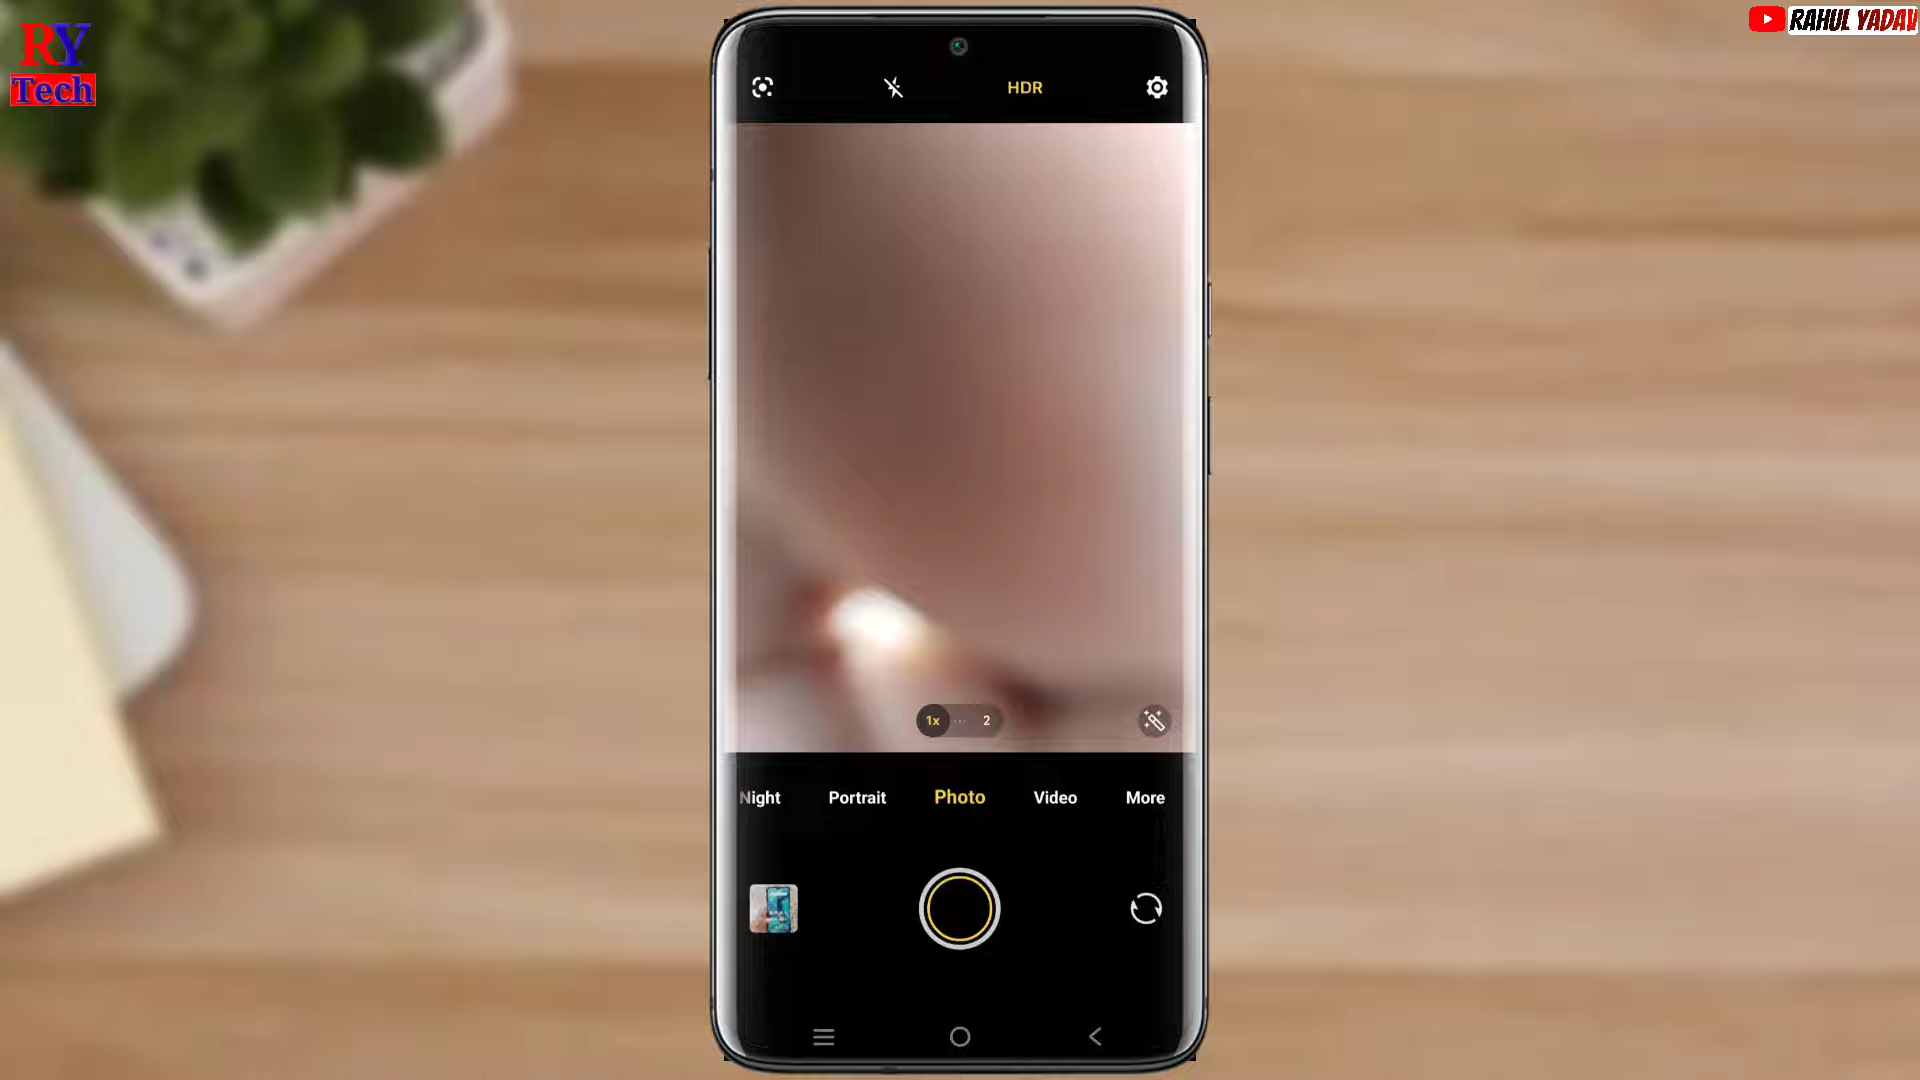 RY
Tech
RAHUL YADAV
HDR
1x
2
Night
Portrait
Photo
Video
More